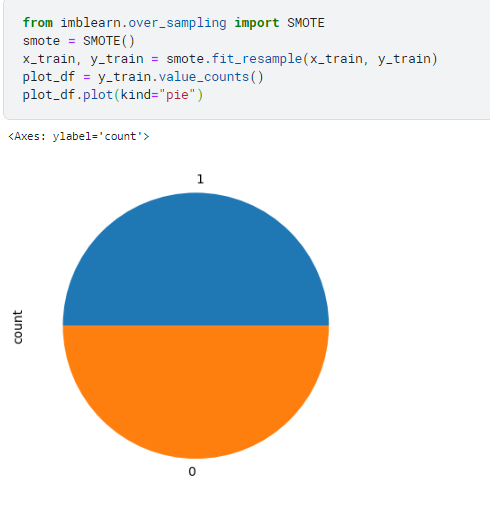 from imblearn.over_sampling import SMOTE
smote = SMOTE()
x_train, y_train = smote.fit_resample(x_train, y_train)
plot_df = y_train.value_counts()
plot_df.plot(kind="pie")
<Axes: ylabel='count'>
1
count
0